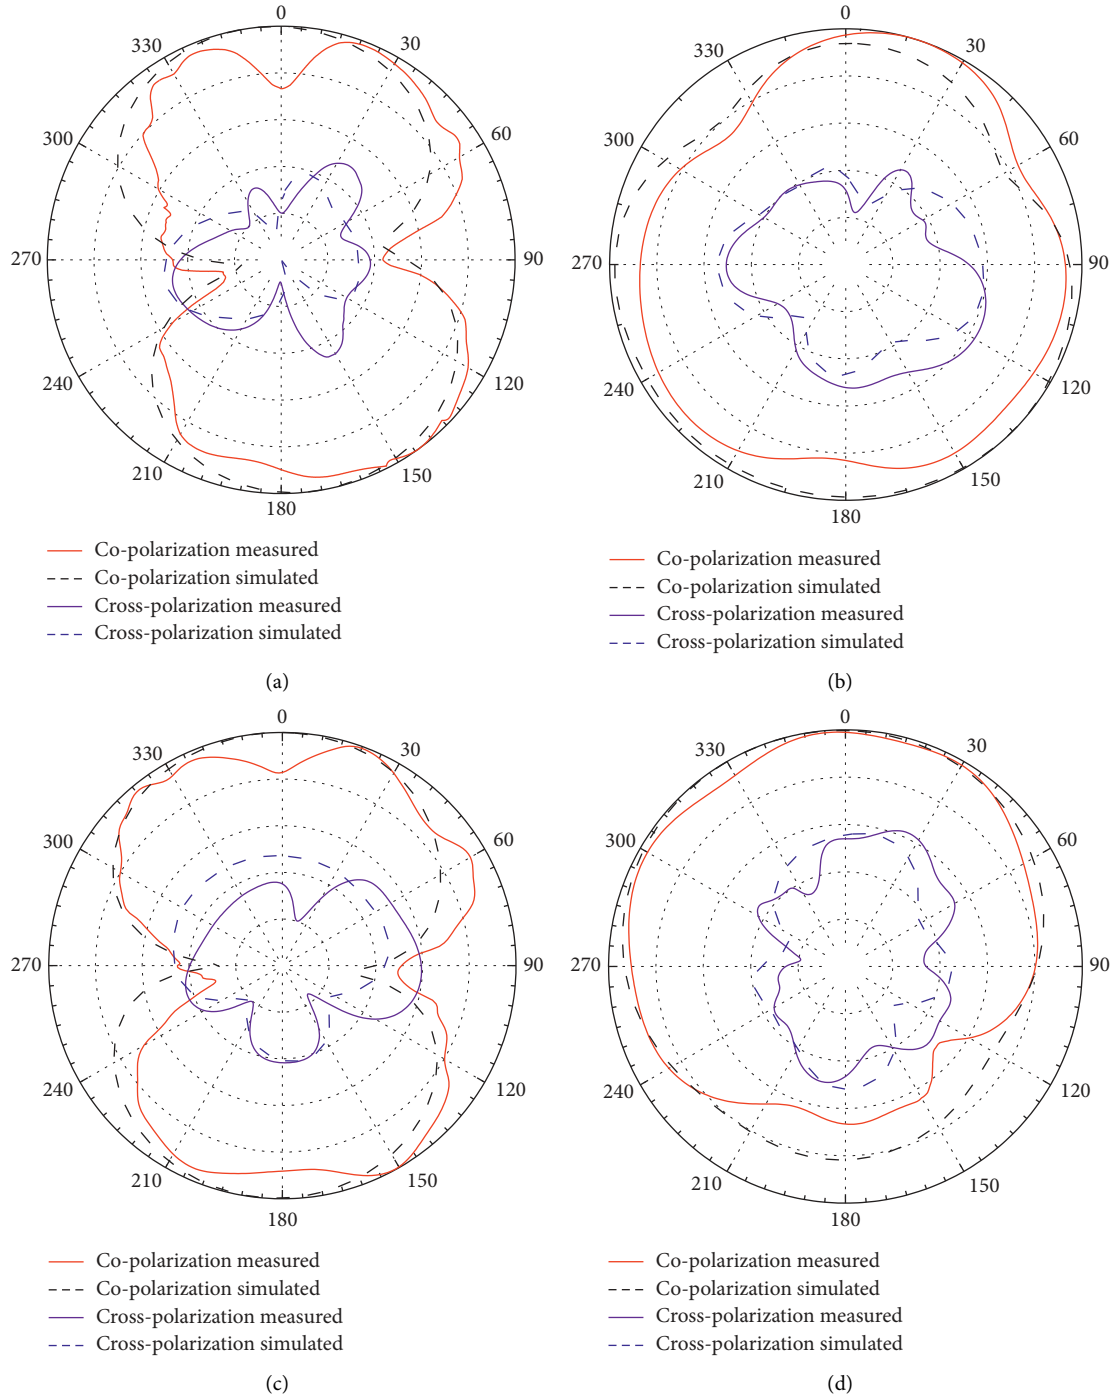 0
330
30
300
60
270
90
240
120
210
150
180
Co-polarization measured
Co-polarization simulated
Cross-polarization measured
Cross-polarization simulated
(a)
0
330
30
300
60
270
90
240
120
210
150
180
Co-polarization measured
Co-polarization simulated
Cross-polarization measured
Cross-polarization simulated
(b)
0
330
30
300
60
270
90
240
120
210
150
180
Co-polarization measured
Co-polarization simulated
Cross-polarization measured
Cross-polarization simulated
(c)
0
330
30
300
60
270
90
240
120
210
150
180
Co-polarization measured
Co-polarization simulated
Cross-polarization measured
Cross-polarization simulated
(d)